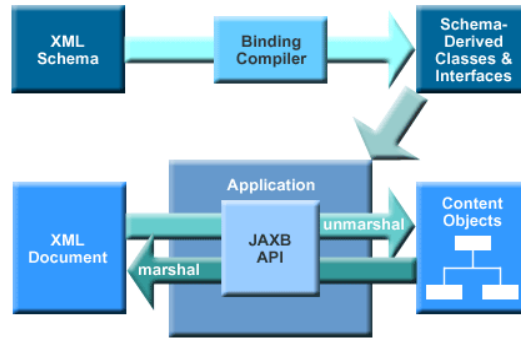 XML
Schema
Binding
Compiler
Schema-
Derived
Classes &
Interfaces
Application
XML
Document
JAXB
API
unmarshal
marshal
Content
Objects